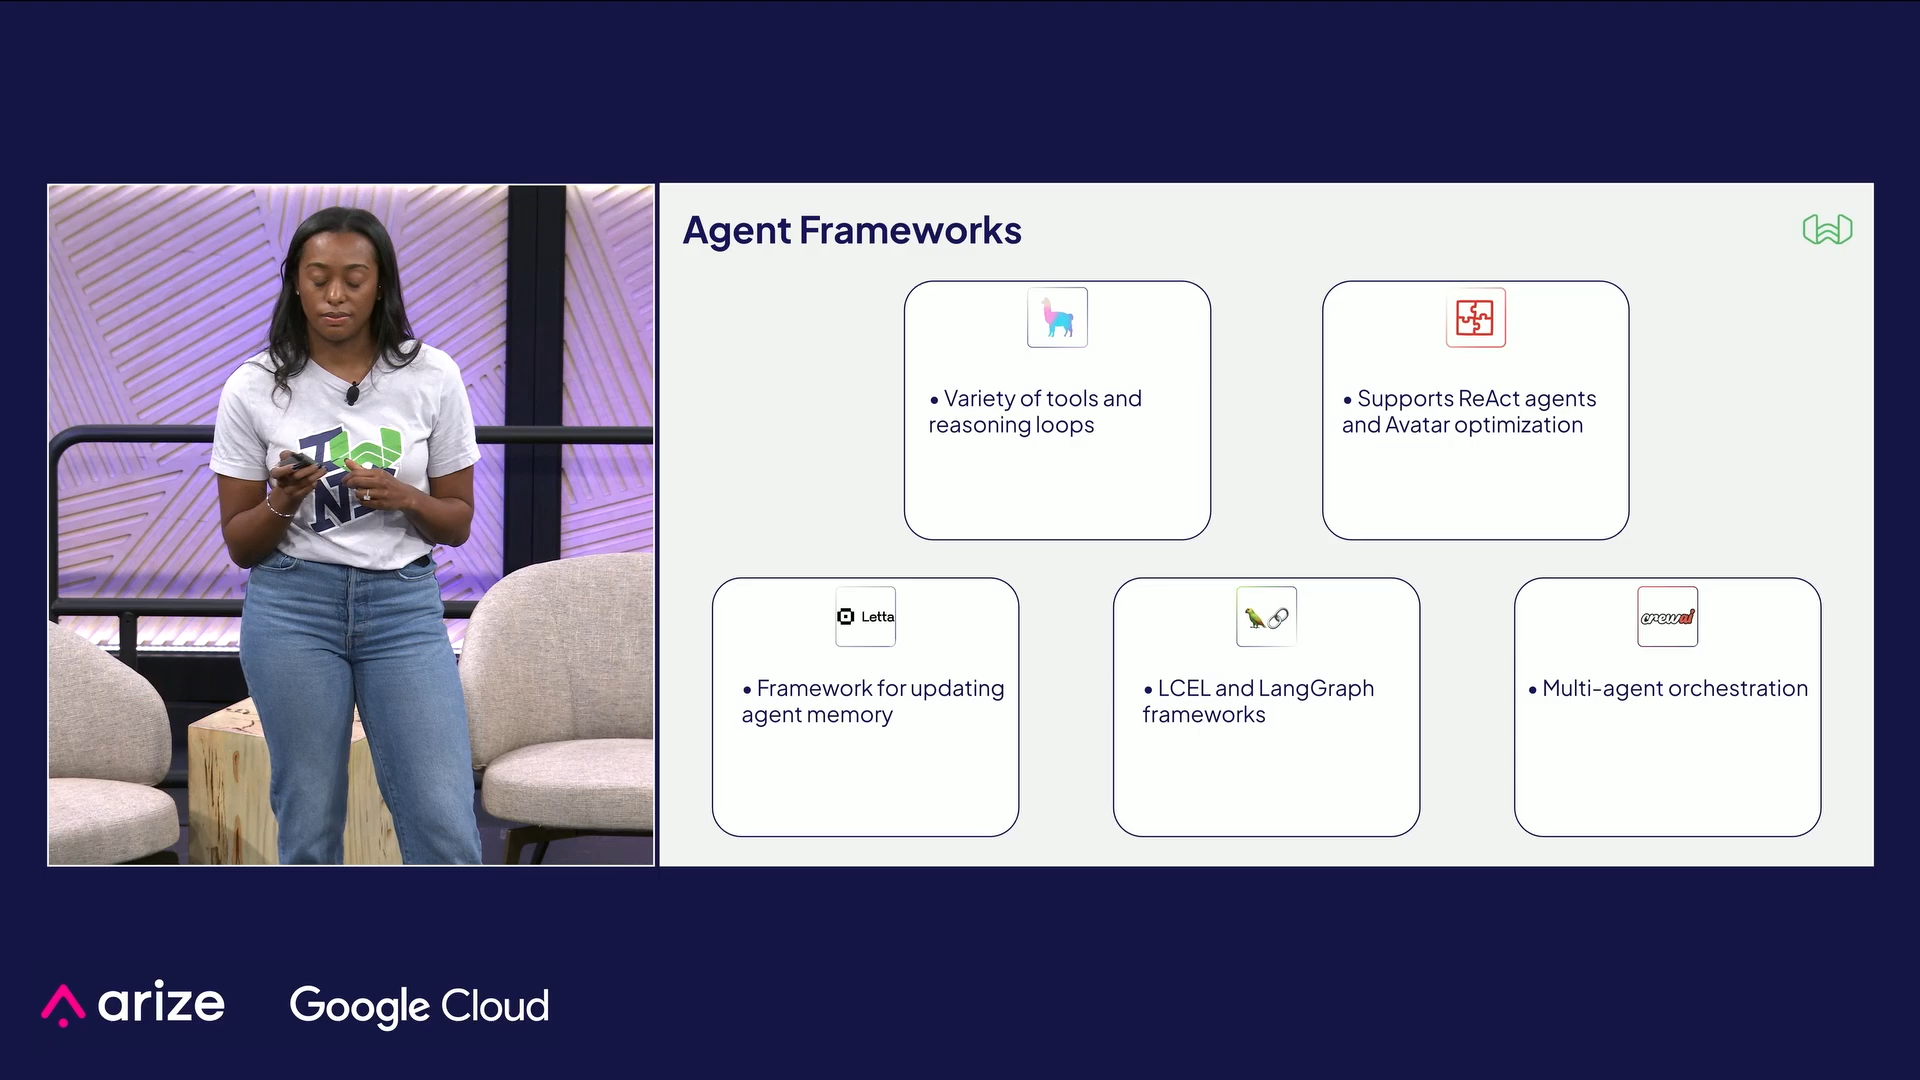 Agent Frameworks
• Variety of tools and
reasoning loops
• Supports ReAct agents
and Avatar optimization
Letta
• Framework for updating
agent memory
• LCEL and LangGraph
frameworks
crewai
• Multi-agent orchestration
arize
Google Cloud